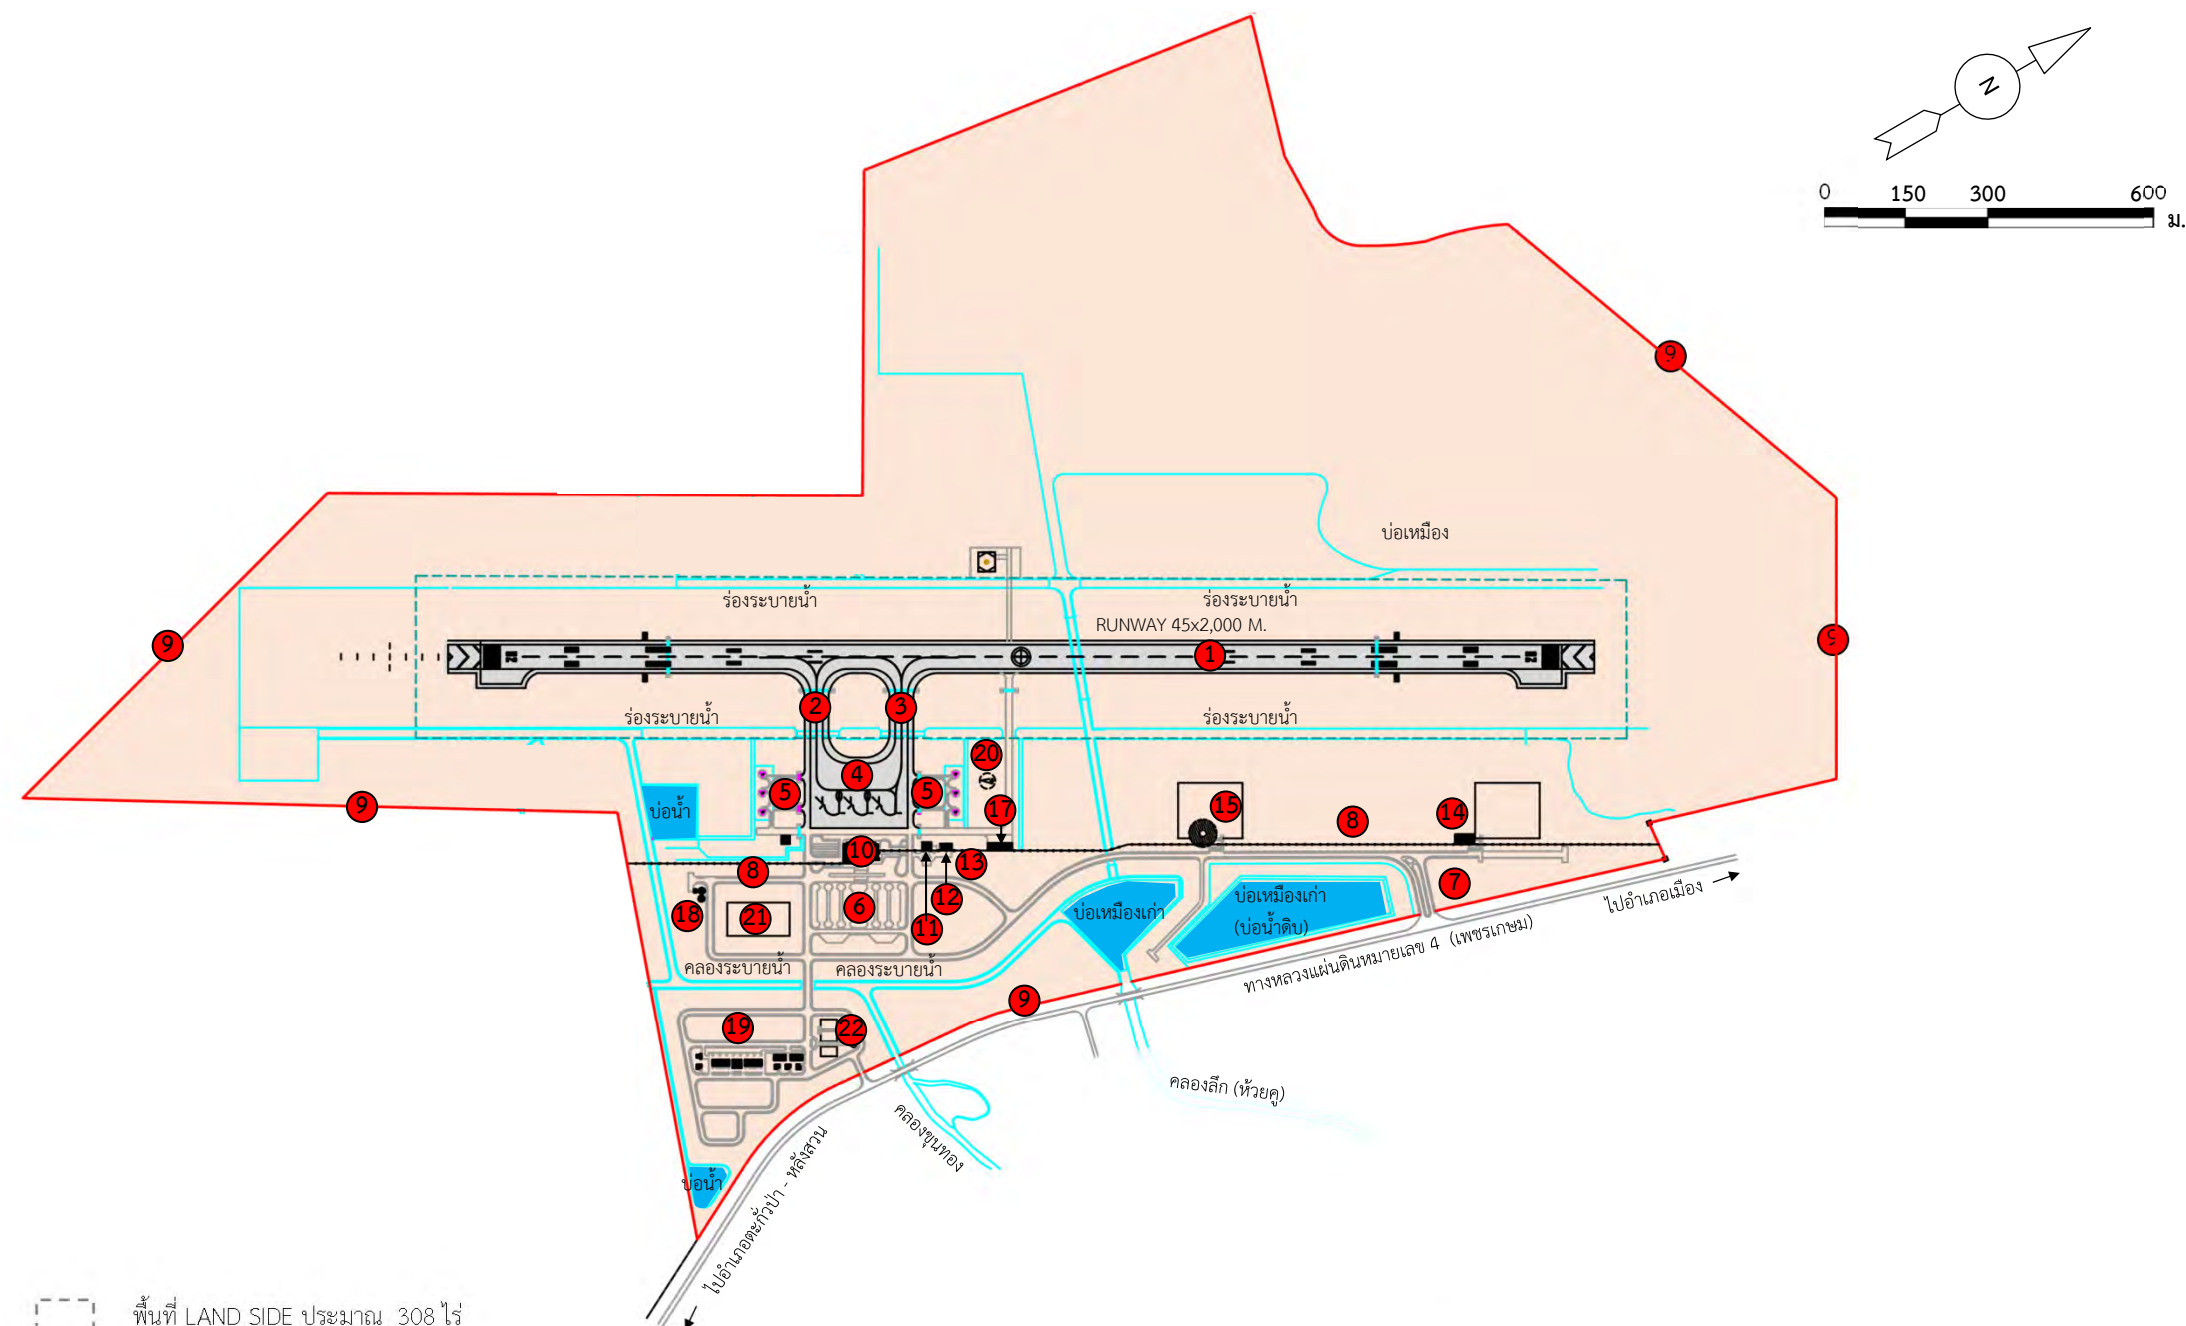 N
0 150 300 600
ม.
9
บ่อเหมือง
ร่องระบายน้ำ
ร่องระบายน้ำ
RUNWAY 45x2,000 M.
9
9
1
2
3
ร่องระบายน้ำ
ร่องระบายน้ำ
20
4
5
5
9
บ่อน้ำ
17
15
14
8
10
13
8
12
7
6
18
21
11
บ่อเหมืองเก่า
บ่อเหมืองเก่า
(บ่อน้ำดิบ)
ไปอำเภอเมือง
ทางหลวงแผ่นดินหมายเลข 4 (เพชรเกษม)
คลองระบายน้ำ
คลองระบายน้ำ
9
19
22
คลองลึก (ห้วยคู)
คลองขุนทอง
บ่อน้ำ
ไปอำเภอตะกั่วป่า - หลังสวน
พื้นที่ LAND SIDE ประมาณ 308 ไร่